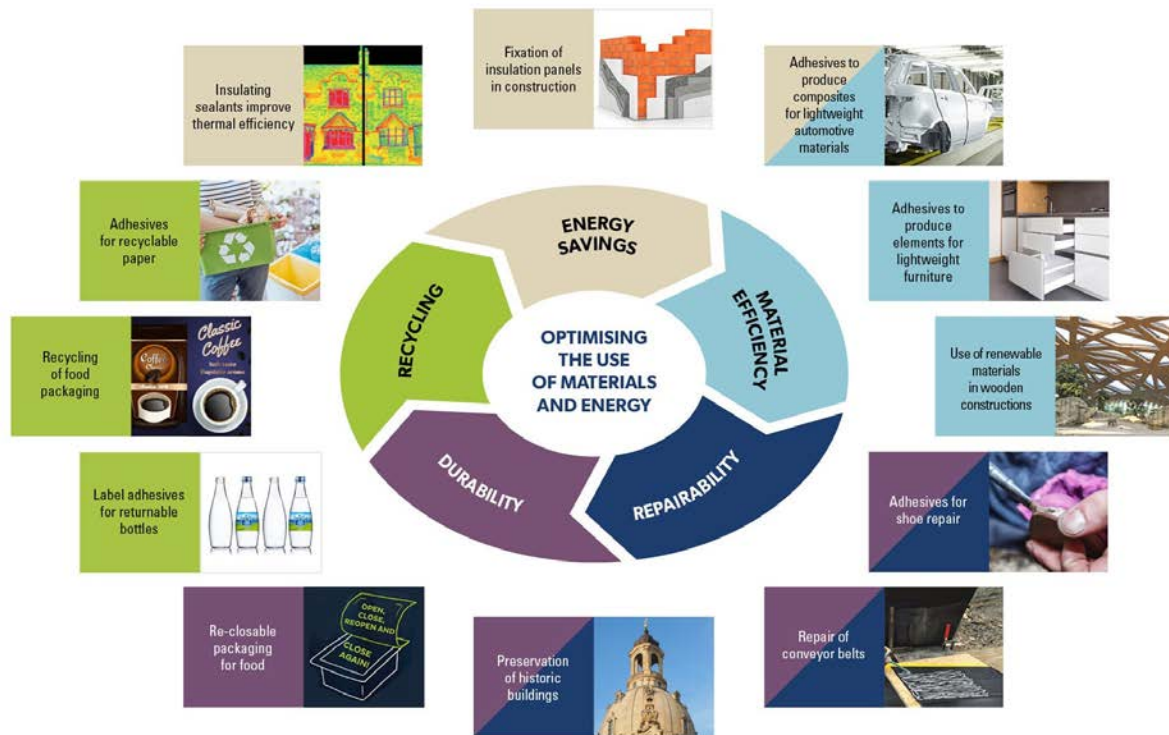 Fixation of
insulation panels
in construction
Insulating
sealants improve
thermal efficiency
Adhesives to
produce
composites
for lightweight
automotive
materials
Adhesives
for recyclable
paper
Adhesives to
produce
elements for
lightweight
furniture
Recycling
of food
packaging
Classic
Coffee
Coffee
Use of renewable
materials
in wooden
constructions
Label adhesives
for returnable
bottles
Adhesives for
shoe repair
Re-closable
packaging
for food
OPEN,
CLOSE,
REOPEN AND
CLOSE
AGAIN!
Preservation
of historic
buildings
Repair of
conveyor belts
ENERGY
SAVINGS
MATERIAL
EFFICIENCY
REPAIRABILITY
DURABILITY
RECYCLING
OPTIMISING
THE USE
OF MATERIALS
AND ENERGY